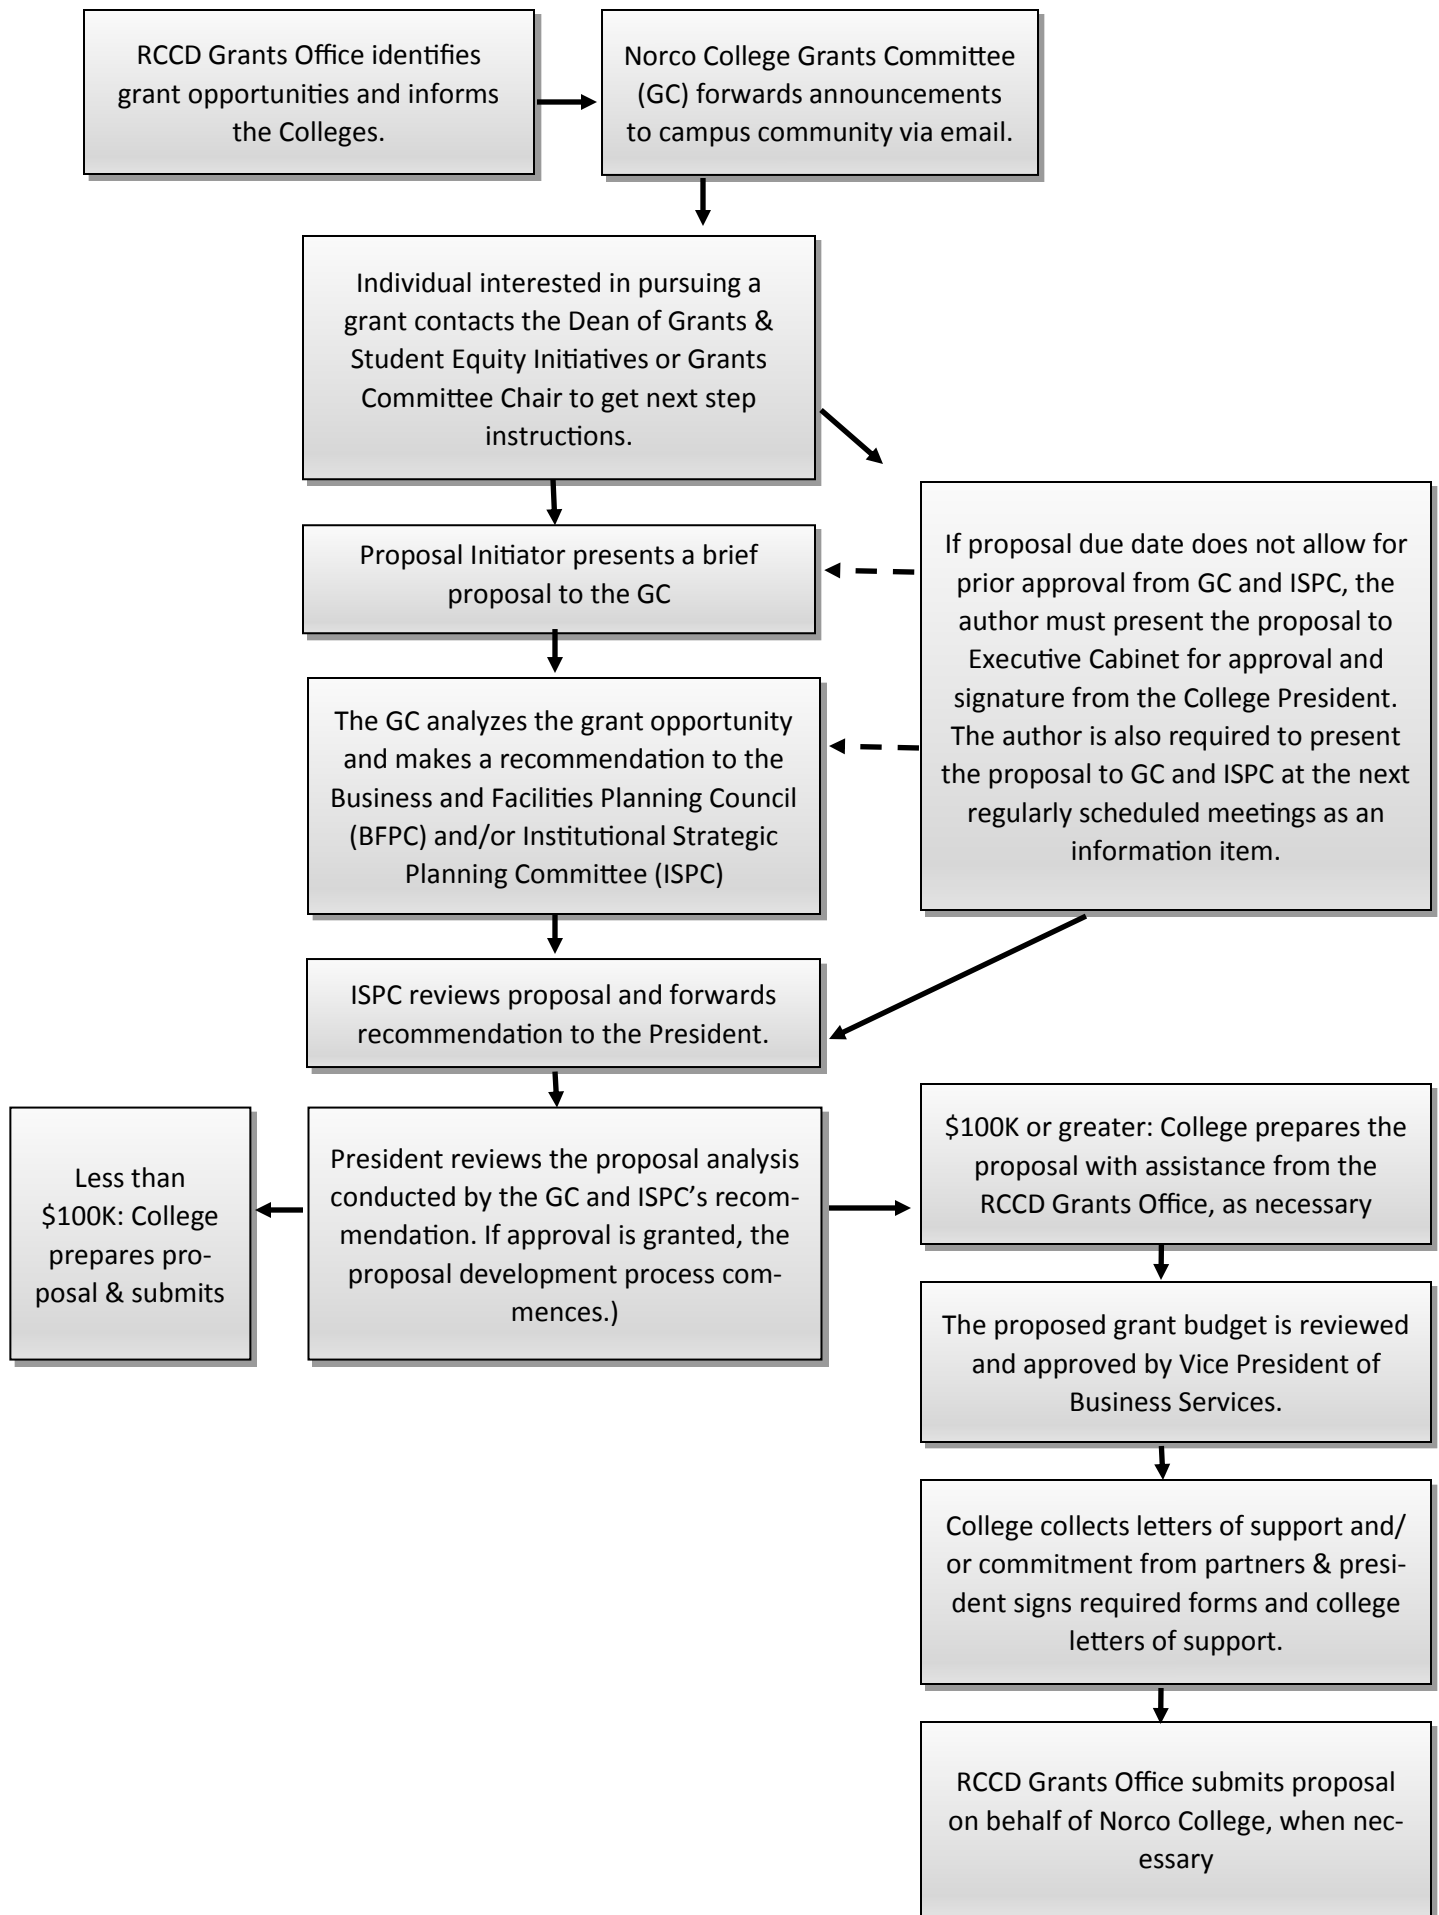 RCCD Grants Office identifies
grant opportunities and informs
the Colleges.
Norco College Grants Committee
(GC) forwards announcements
to campus community via email.
Individual interested in pursuing a
grant contacts the Dean of Grants &
Student Equity Initiatives or Grants
Committee Chair to get next step
instructions.
Proposal Initiator presents a brief
proposal to the GC
If proposal due date does not allow for
prior approval from GC and ISPC, the
author must present the proposal to
Executive Cabinet for approval and
signature from the College President.
The author is also required to present
the proposal to GC and ISPC at the next
regularly scheduled meetings as an
information item.
The GC analyzes the grant opportunity
and makes a recommendation to the
Business and Facilities Planning Council
(BFPC) and/or Institutional Strategic
Planning Committee (ISPC)
ISPC reviews proposal and forwards
recommendation to the President.
Less than
$100K: College
prepares pro-
posal & submits
President reviews the proposal analysis
conducted by the GC and ISPC’s recom-
mendation. If approval is granted, the
proposal development process com-
mences.)
$100K or greater: College prepares the
proposal with assistance from the
RCCD Grants Office, as necessary
The proposed grant budget is reviewed
and approved by Vice President of
Business Services.
College collects letters of support and/
or commitment from partners & presi-
dent signs required forms and college
letters of support.
RCCD Grants Office submits proposal
on behalf of Norco College, when nec-
essary